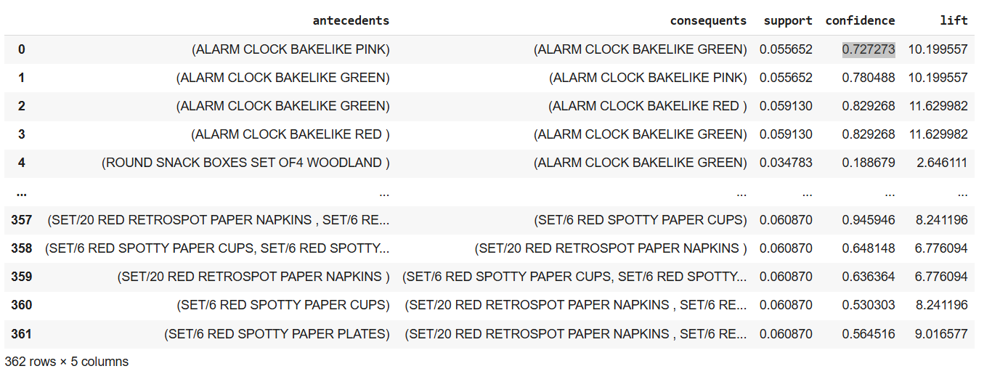 antecedents consequents support confidence lift
0 (ALARM CLOCK BAKELIKE PINK) (ALARM CLOCK BAKELIKE GREEN) 0.055652 0.727273 10.199557
1 (ALARM CLOCK BAKELIKE GREEN) (ALARM CLOCK BAKELIKE PINK) 0.055652 0.780488 10.199557
2 (ALARM CLOCK BAKELIKE GREEN) (ALARM CLOCK BAKELIKE RED ) 0.059130 0.829268 11.629982
3 (ALARM CLOCK BAKELIKE RED ) (ALARM CLOCK BAKELIKE GREEN) 0.059130 0.829268 11.629982
4 (ROUND SNACK BOXES SET OF4 WOODLAND ) (ALARM CLOCK BAKELIKE GREEN) 0.034783 0.188679 2.646111
... ... ... ... ... ...
357 (SET/20 RED RETROSPOT PAPER NAPKINS , SET/6 RE... (SET/6 RED SPOTTY PAPER CUPS) 0.060870 0.945946 8.241196
358 (SET/6 RED SPOTTY PAPER CUPS, SET/6 RED SPOTTY... (SET/20 RED RETROSPOT PAPER NAPKINS ) 0.060870 0.648148 6.776094
359 (SET/20 RED RETROSPOT PAPER NAPKINS ) (SET/6 RED SPOTTY PAPER CUPS, SET/6 RED SPOTTY... 0.060870 0.636364 6.776094
360 (SET/6 RED SPOTTY PAPER CUPS) (SET/20 RED RETROSPOT PAPER NAPKINS , SET/6 RE... 0.060870 0.530303 8.241196
361 (SET/6 RED SPOTTY PAPER PLATES) (SET/20 RED RETROSPOT PAPER NAPKINS , SET/6 RE... 0.060870 0.564516 9.016577
362 rows × 5 columns